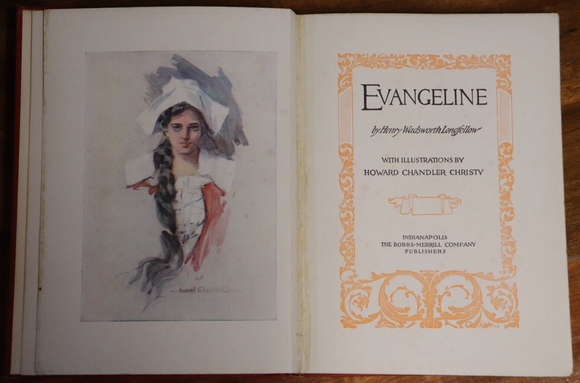 EVANGELINE
by Henry Wadsworth Longfellow
WITH ILLUSTRATIONS BY
HOWARD CHANDLER CHRISTY
INDIANAPOLIS
THE BOBBS-MERRILL COMPANY
PUBLISHERS